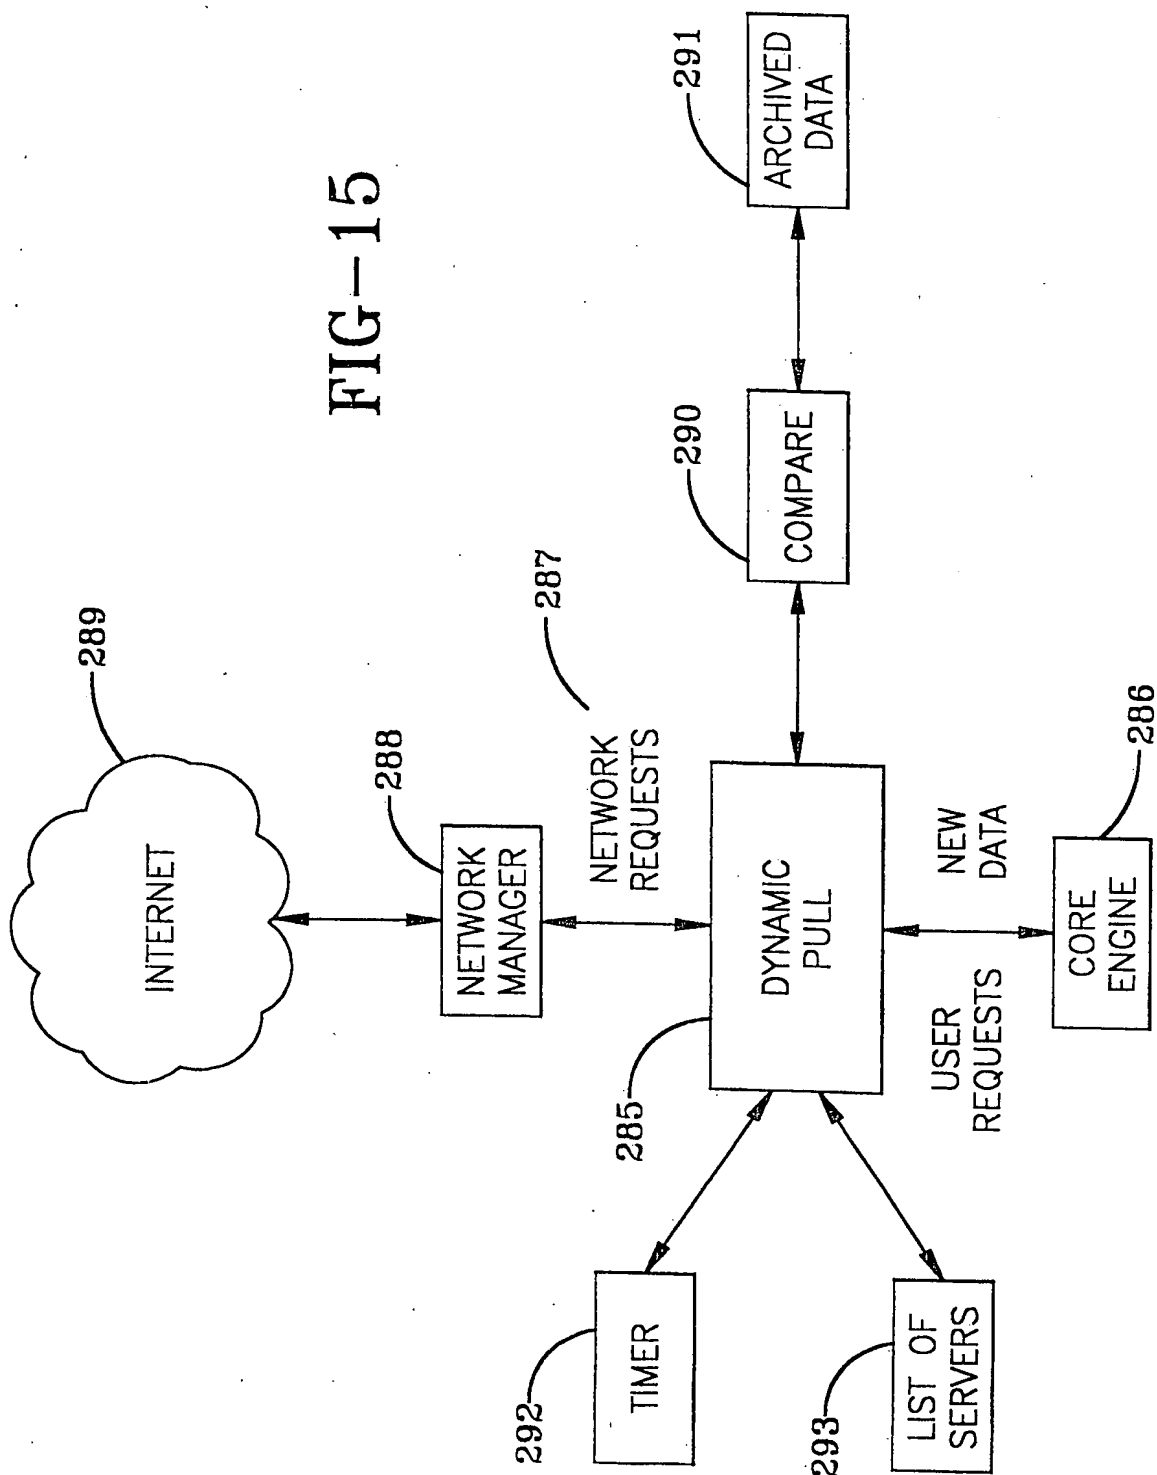 289
INTERNET
288
NETWORK
MANAGER
287
NETWORK
REQUESTS
FIG-15
292
TIMER
285
DYNAMIC
PULL
290
COMPARE
291
ARCHIVED
DATA
293
LIST OF
SERVERS
USER
REQUESTS
NEW
DATA
CORE
ENGINE
286